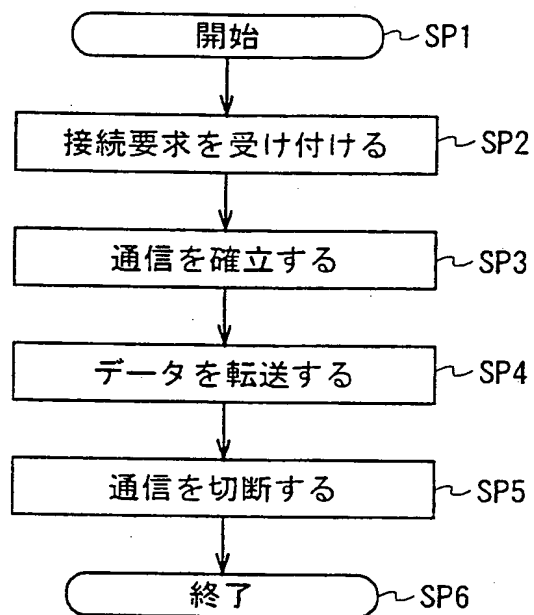 開始 SP1
接続要求を受け付ける SP2
通信を確立する SP3
データを転送する SP4
通信を切断する SP5
終了 SP6